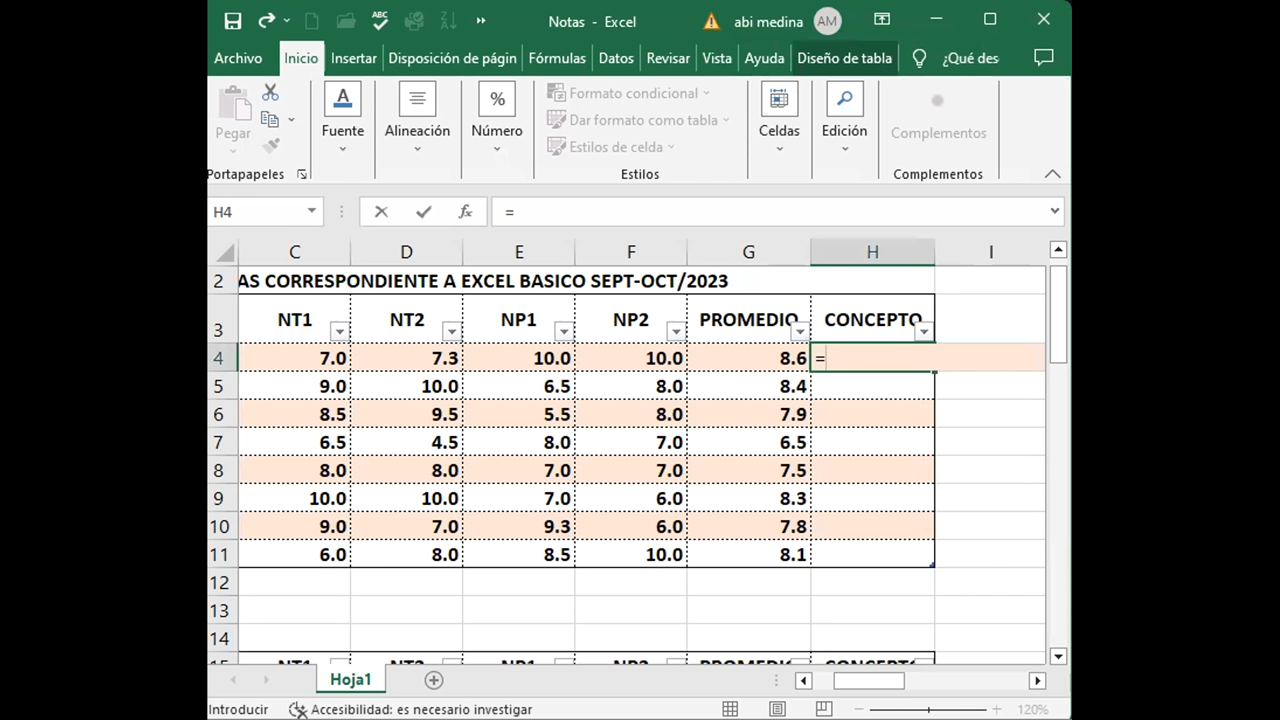 ABC
Notas - Excel
abi medina
AM
Archivo
Inicio
Insertar
Disposición de págin
Fórmulas
Datos
Revisar
Vista
Ayuda
Diseño de tabla
¿Qué des
Pegar
Fuente
Alineación
Número
Formato condicional
Dar formato como tabla
Estilos de celda
Celdas
Edición
Complementos
Portapapeles
Estilos
Complementos
H4
fx
=
C D E F G H I
2 AS CORRESPONDIENTE A EXCEL BASICO SEPT-OCT/2023
3 NT1 NT2 NP1 NP2 PROMEDIO CONCEPTO
4 7.0 7.3 10.0 10.0 8.6 =
5 9.0 10.0 6.5 8.0 8.4
6 8.5 9.5 5.5 8.0 7.9
7 6.5 4.5 8.0 7.0 6.5
8 8.0 8.0 7.0 7.0 7.5
9 10.0 10.0 7.0 6.0 8.3
10 9.0 7.0 9.3 6.0 7.8
11 6.0 8.0 8.5 10.0 8.1
12
13
14
15 NT1 NT2 NP1 NP2 PROMEDIO CONCEPTO
Hoja1
Introducir
Accesibilidad: es necesario investigar
120%